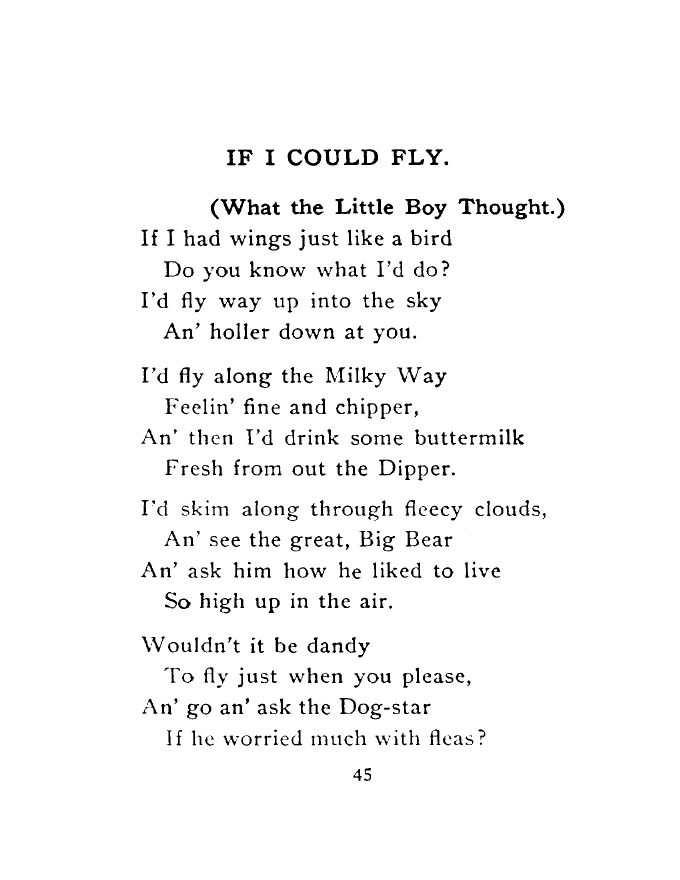 IF I COULD FLY.
(What the Little Boy Thought.)
If I had wings just like a bird
Do you know what I'd do?
I'd fly way up into the sky
An' holler down at you.
I'd fly along the Milky Way
Feelin' fine and chipper,
An' then I'd drink some buttermilk
Fresh from out the Dipper.
I'd skim along through fleecy clouds,
An' see the great, Big Bear
An' ask him how he liked to live
So high up in the air.
Wouldn't it be dandy
To fly just when you please,
An' go an' ask the Dog-star
If he worried much with fleas?
45